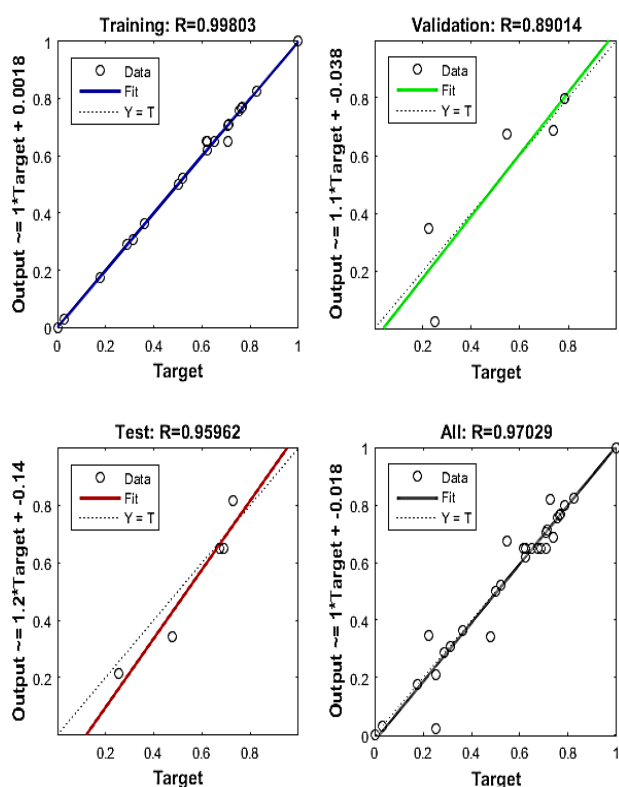 Training: R=0.99803
Output ~= 1*Target + 0.0018
Data
Fit
Y = T
1
0.8
0.6
0.4
0.2
0
0 0.2 0.4 0.6 0.8 1
Target
Validation: R=0.89014
Output ~= 1.1*Target + -0.038
Data
Fit
Y = T
0.8
0.6
0.4
0.2
0.2 0.4 0.6 0.8
Target
Test: R=0.95962
Output ~= 1.2*Target + -0.14
Data
Fit
Y = T
0.8
0.6
0.4
0.2
0.2 0.4 0.6 0.8
Target
All: R=0.97029
Output ~= 1*Target + -0.018
Data
Fit
Y = T
1
0.8
0.6
0.4
0.2
0
0 0.2 0.4 0.6 0.8 1
Target